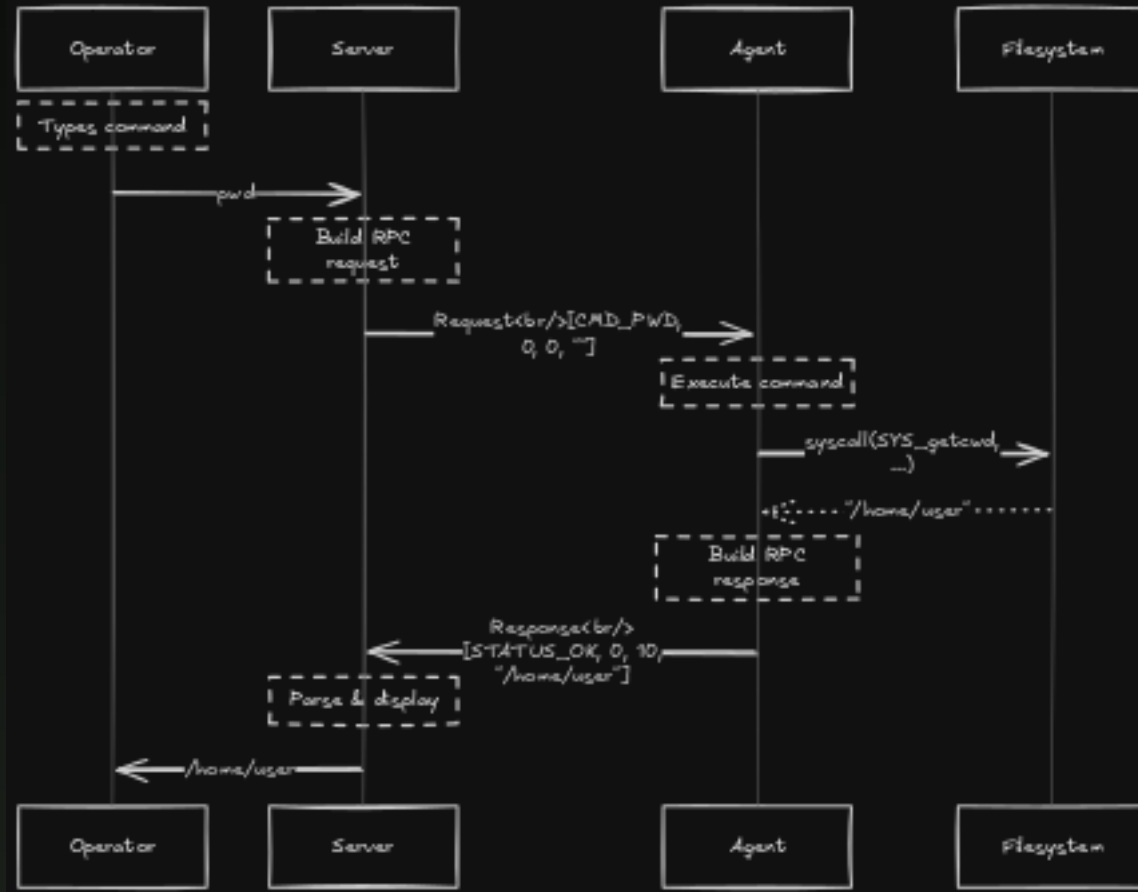 Operator
Server
Agent
Filesystem
Types command
pwd
Build RPC
request
Request<br/>[CMD_PWD,
0, 0, ""]
Execute command
syscall(SYS_getcwd,
...)
"/home/user"
Build RPC
response
Response<br/>
[STATUS_OK, 0, 10,
"/home/user"]
Parse & display
/home/user
Operator
Server
Agent
Filesystem